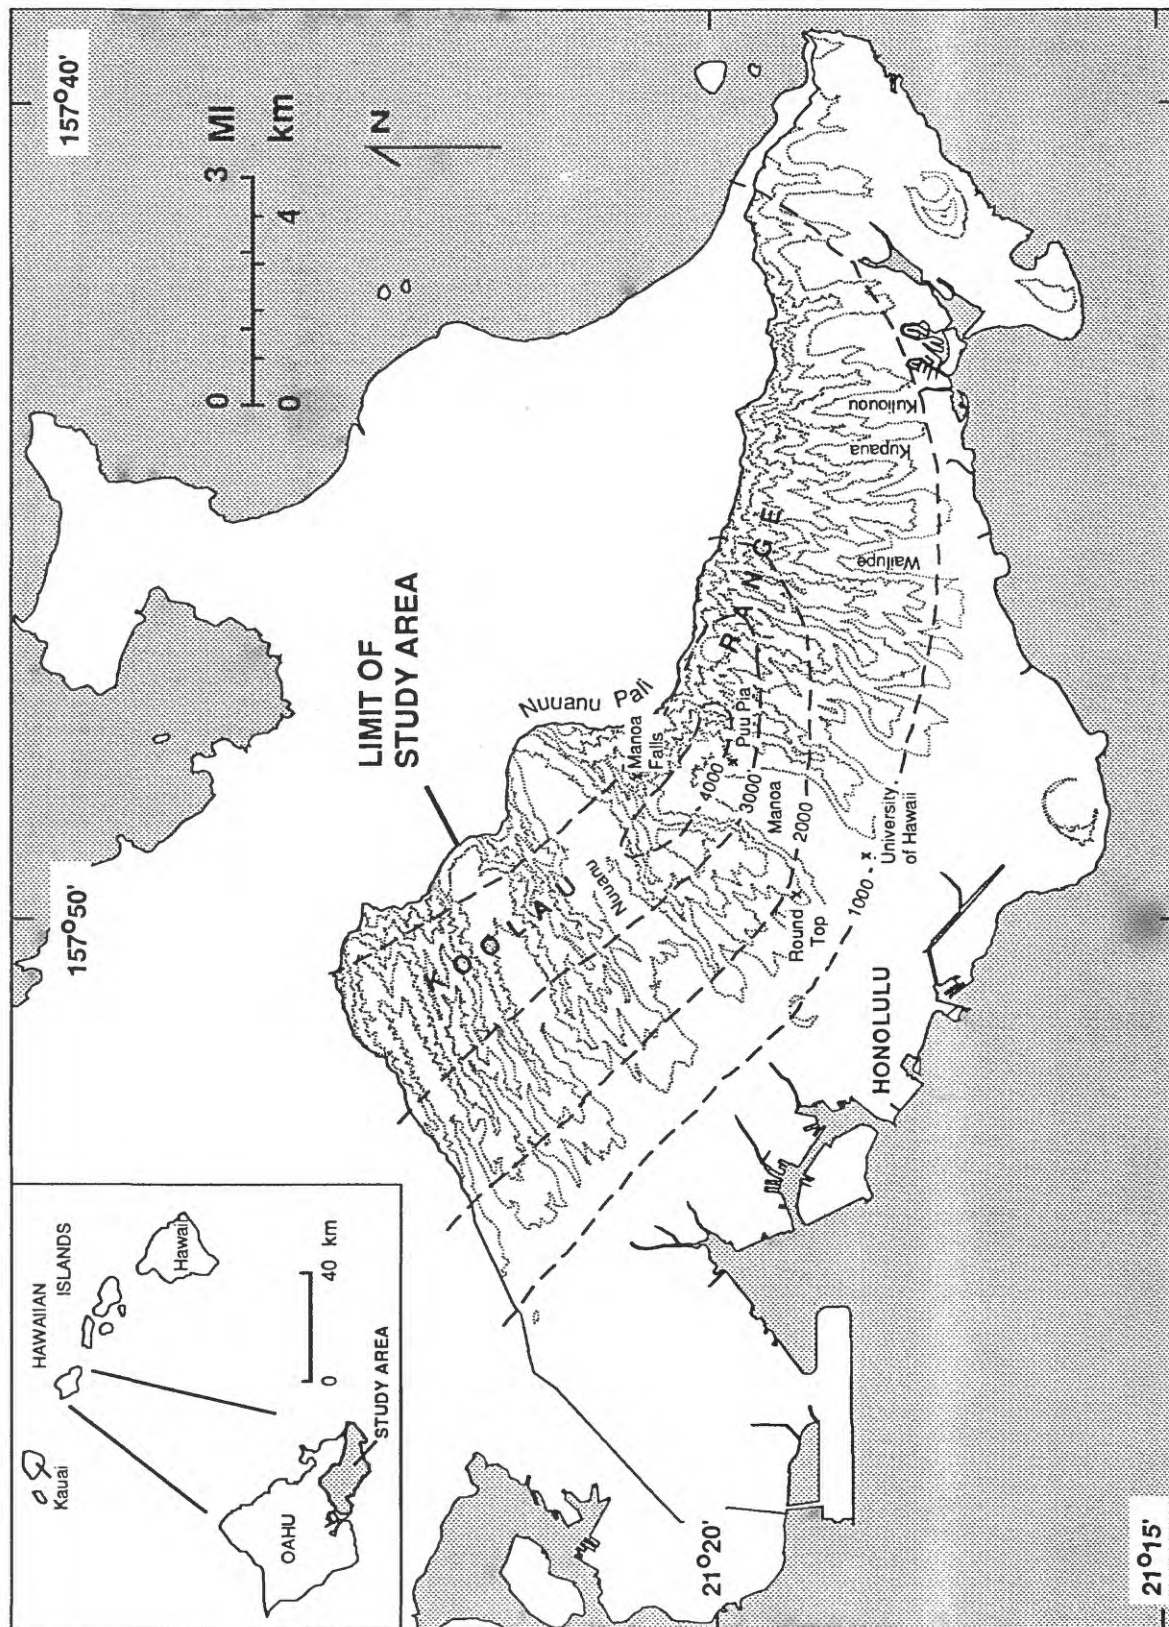 HAWAIIAN
ISLANDS
Kauai
Hawaii
OAHU
0 40 km
STUDY AREA
157°50'
157°40'
0 3 MI
0 4 km
N
LIMIT OF
STUDY AREA
Nuuanu Pali
KOOLAU
RANGE
Nuuanu
Manoa
Falls
4000
x
Puu Pia
3000
Manoa
2000
Round x
Top
1000
x
University
of Hawaii
Wailupe
Kupaua
Kuliouou
HONOLULU
21°20'
21°15'